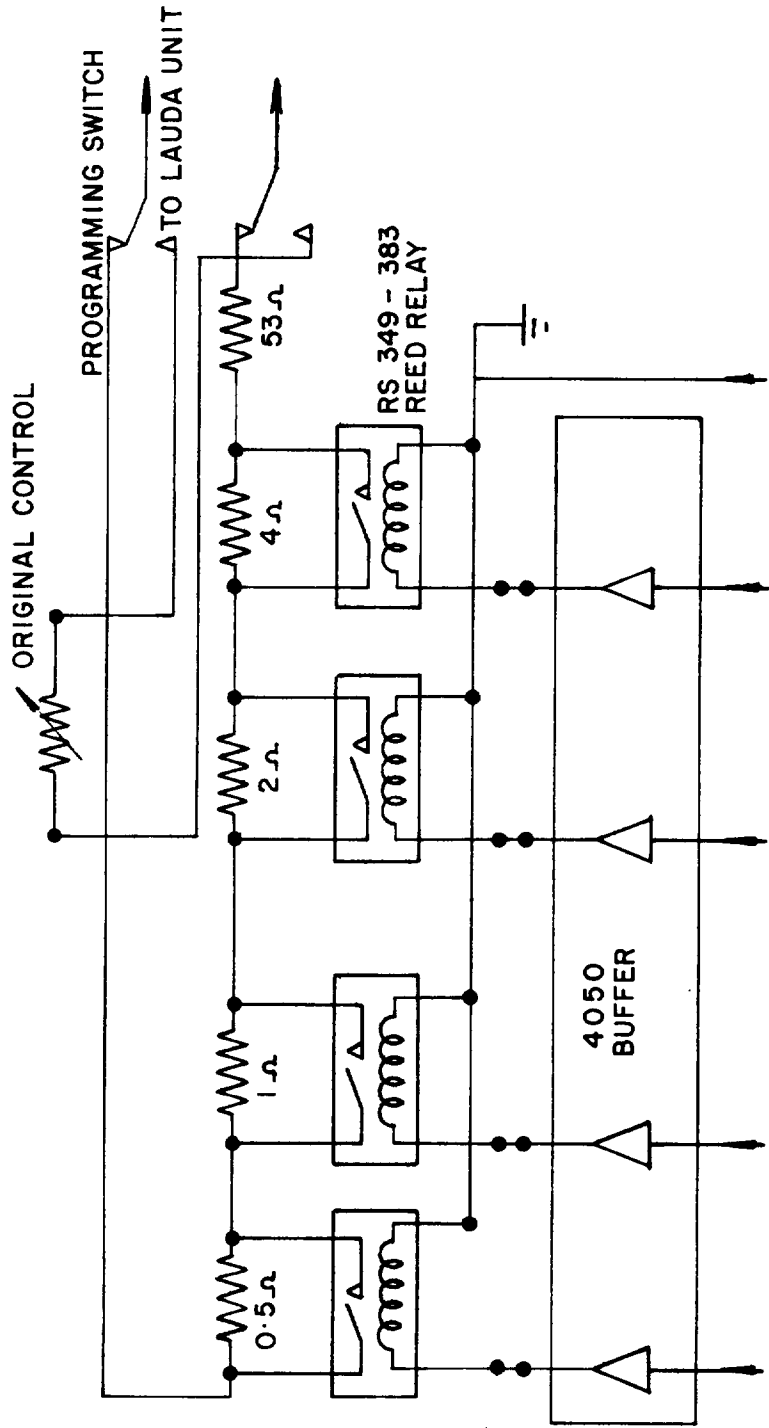 ORIGINAL CONTROL
PROGRAMMING SWITCH
TO LAUDA UNIT
0·5Ω
1Ω
2Ω
4Ω
53Ω
RS 349-383
REED RELAY
4050
BUFFER